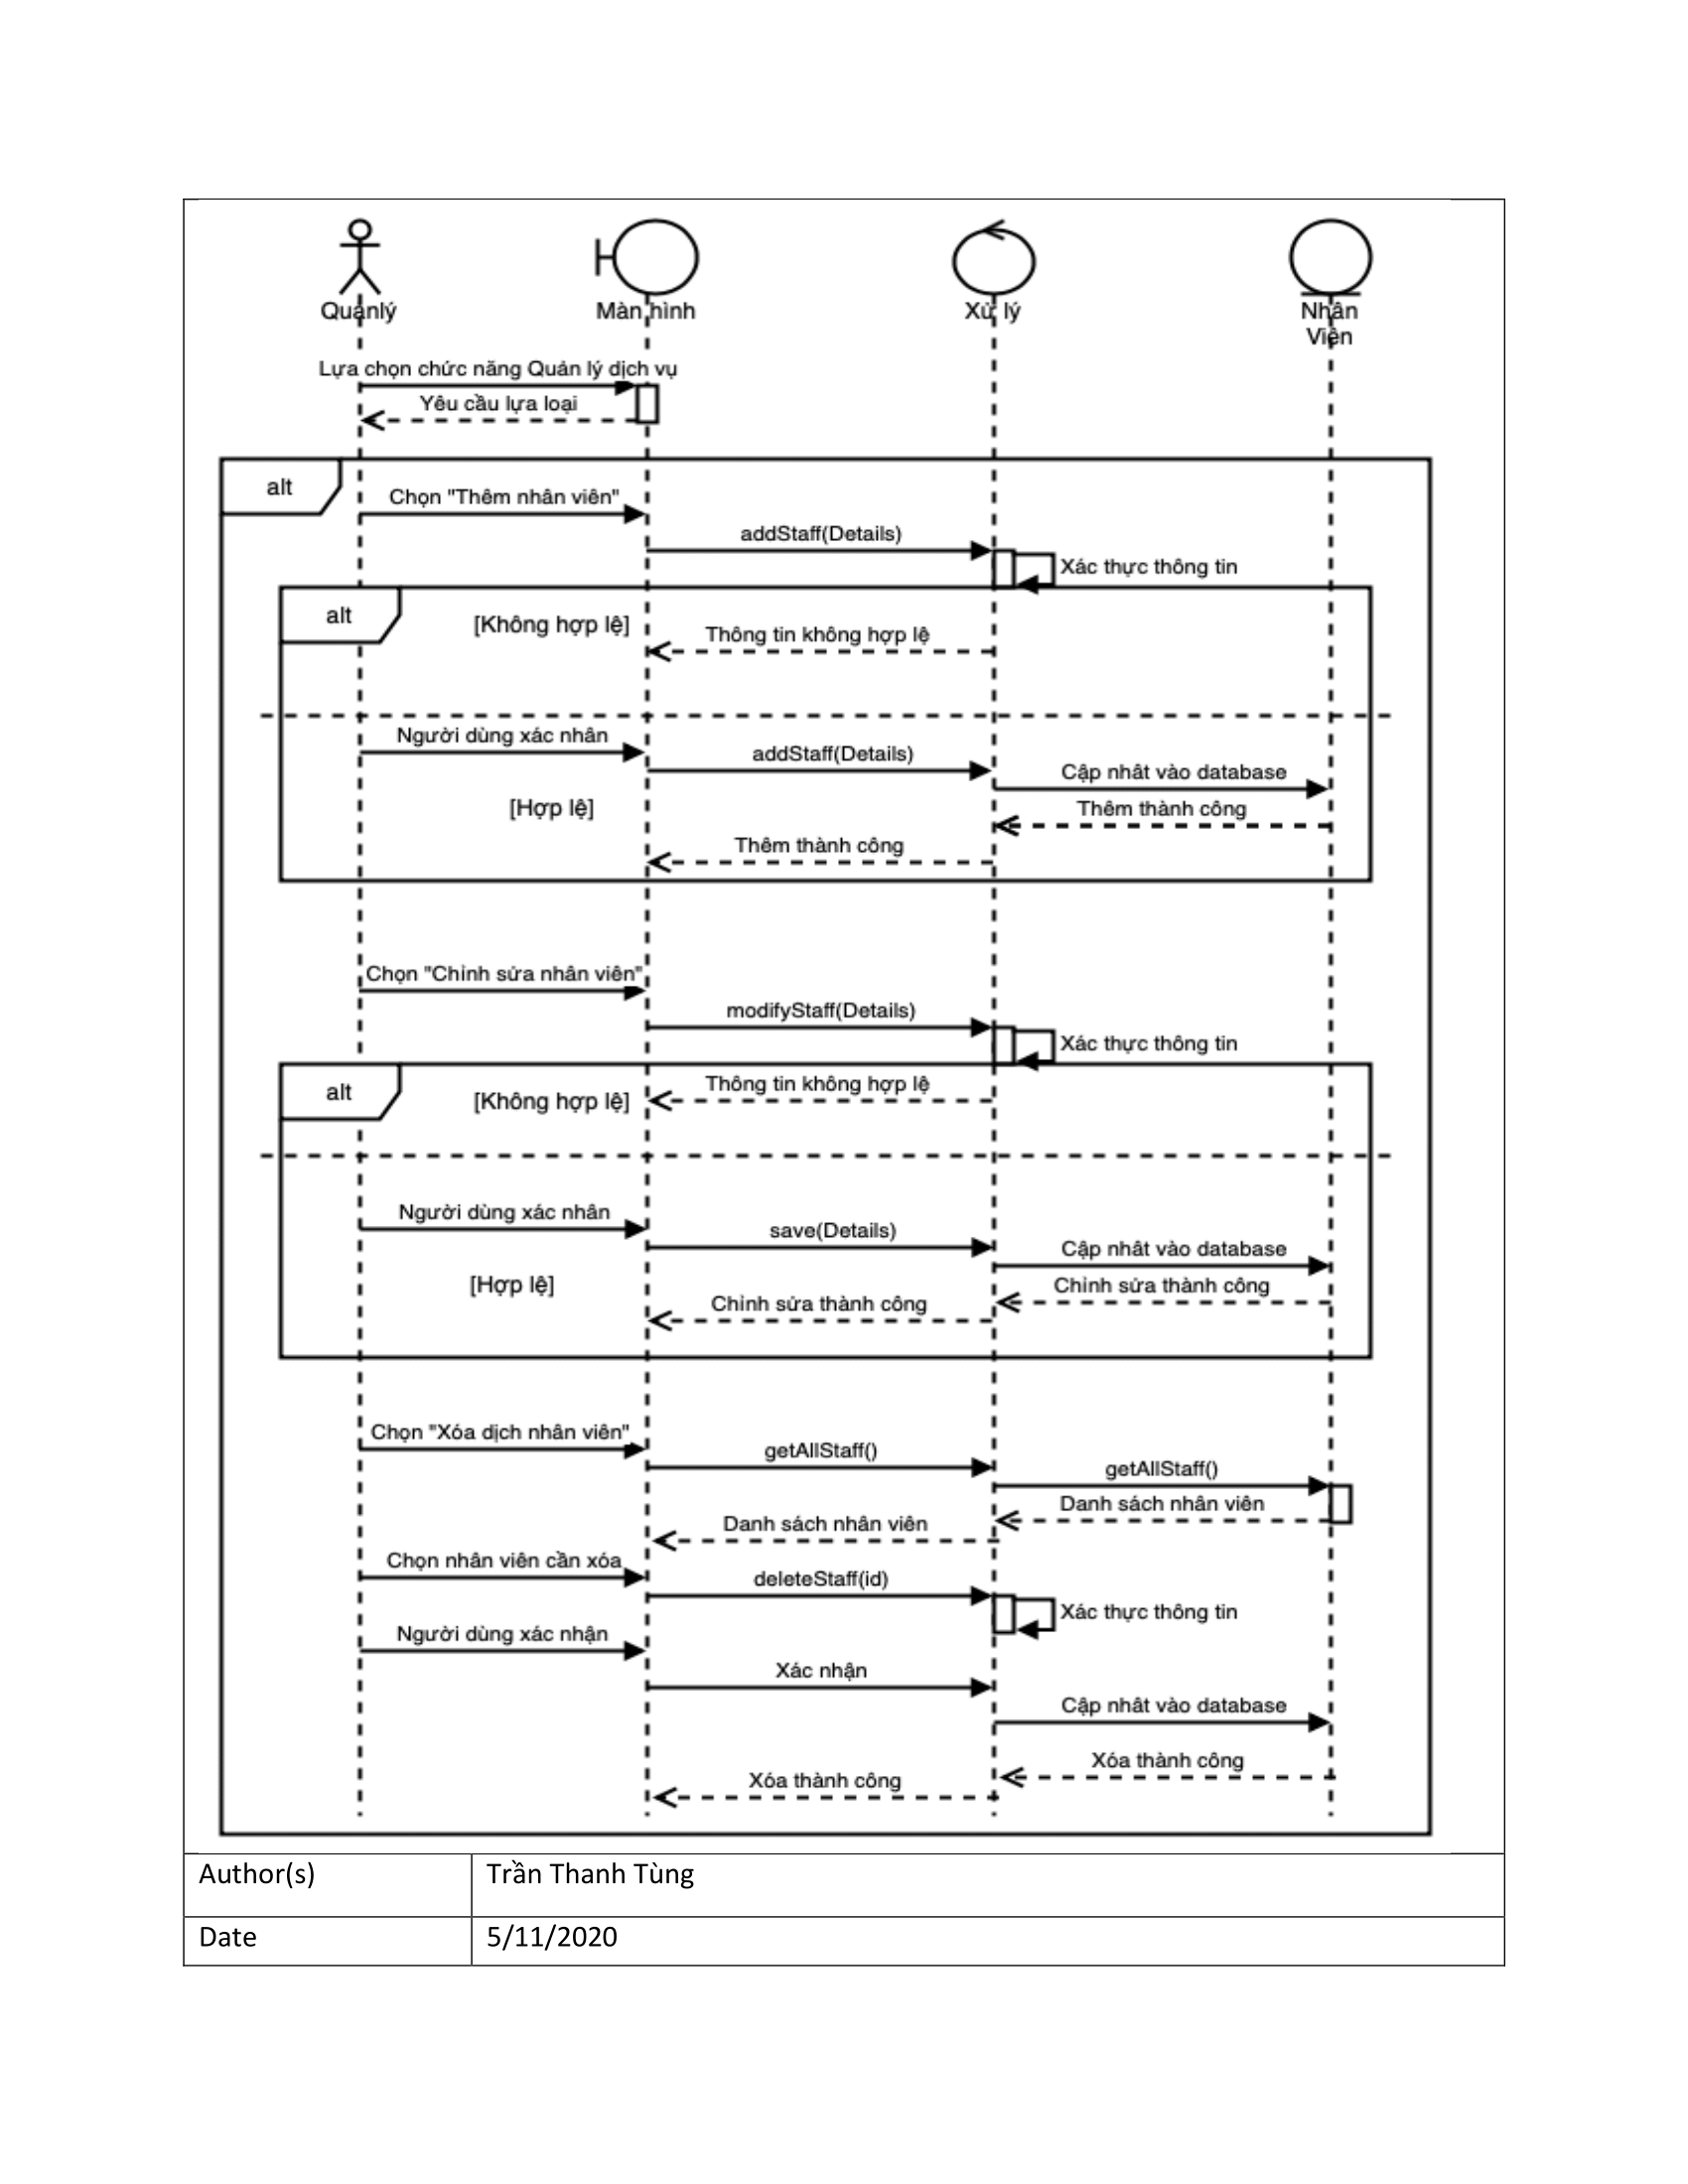 Quảnlý
Màn hình
Xử lý
Nhân
Viện
Lựa chọn chức năng Quản lý dịch vụ
Yêu cầu lựa loại
alt
Chọn "Thêm nhân viên"
addStaff(Details)
Xác thực thông tin
alt
[Không hợp lệ]
Thông tin không hợp lệ
Người dùng xác nhân
addStaff(Details)
Cập nhât vào database
[Hợp lệ]
Thêm thành công
Thêm thành công
Chọn "Chỉnh sửa nhân viên"
modifyStaff(Details)
Xác thực thông tin
alt
[Không hợp lệ]
Thông tin không hợp lệ
Người dùng xác nhân
save(Details)
Cập nhât vào database
[Hợp lệ]
Chỉnh sửa thành công
Chỉnh sửa thành công
Chọn "Xóa dịch nhân viên"
getAllStaff()
getAllStaff()
Danh sách nhân viên
Danh sách nhân viên
Chọn nhân viên cần xóa
deleteStaff(id)
Xác thực thông tin
Người dùng xác nhận
Xác nhận
Cập nhât vào database
Xóa thành công
Xóa thành công
Author(s)
Trần Thanh Tùng
Date
5/11/2020